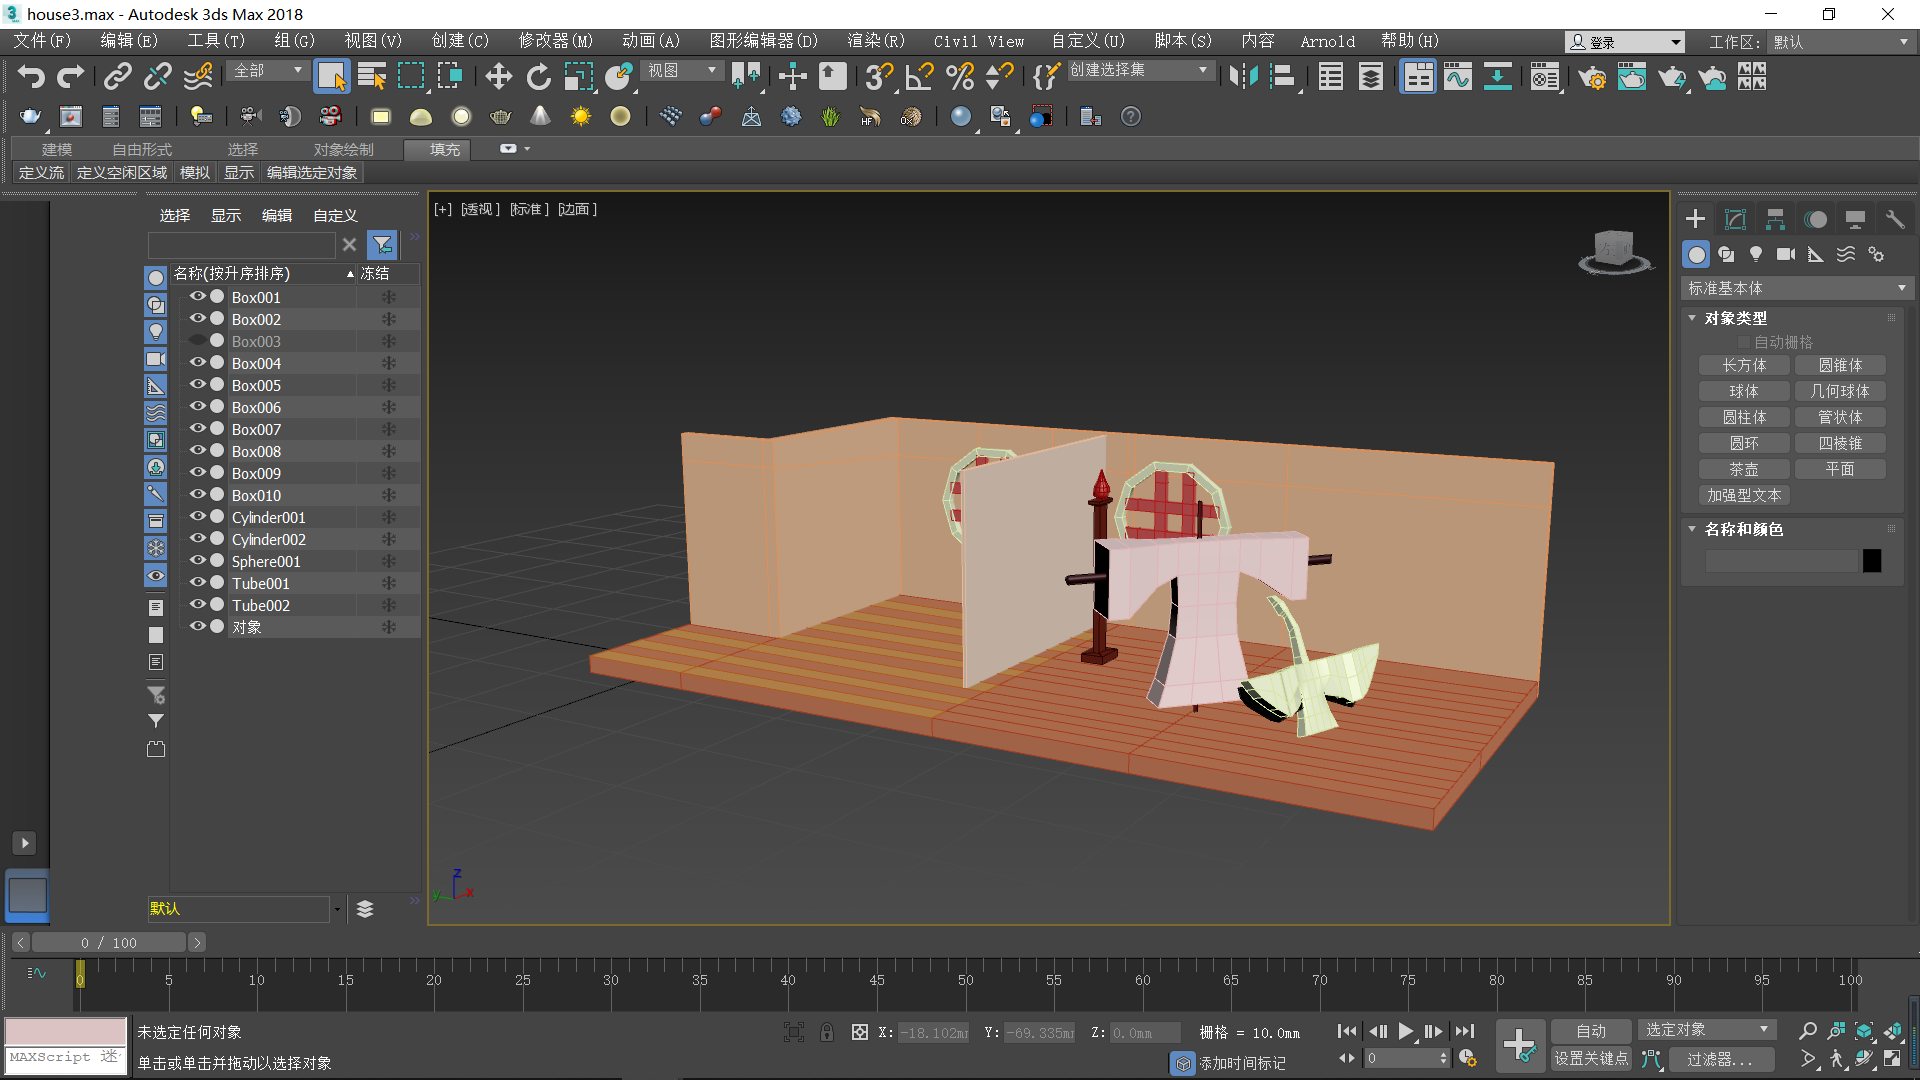 house3.max - Autodesk 3ds Max 2018
文件(F) 编辑(E) 工具(T) 组(G) 视图(V) 创建(C) 修改器(M) 动画(A) 图形编辑器(D) 渲染(R) Civil View 自定义(U) 脚本(S) 内容 Arnold 帮助(H) 登录 工作区: 默认
全部 视图 创建选择集
建模 自由形式 选择 对象绘制 填充
定义流 定义空闲区域 模拟 显示 编辑选定对象
选择 显示 编辑 自定义
名称(按升序排序) 冻结
Box001
Box002
Box003
Box004
Box005
Box006
Box007
Box008
Box009
Box010
Cylinder001
Cylinder002
Sphere001
Tube001
Tube002
对象
默认
[+] [透视] [标准] [边面]
z
y x
标准基本体
对象类型
自动栅格
长方体 圆锥体
球体 几何球体
圆柱体 管状体
圆环 四棱锥
茶壶 平面
加强型文本
名称和颜色
0 / 100
0 5 10 15 20 25 30 35 40 45 50 55 60 65 70 75 80 85 90 95 100
未选定任何对象 X: -18.102m Y: -69.335m Z: 0.0mm 栅格 = 10.0mm 自动 选定对象
MAXScript 迷 单击或单击并拖动以选择对象 添加时间标记 0 设置关键点 过滤器...